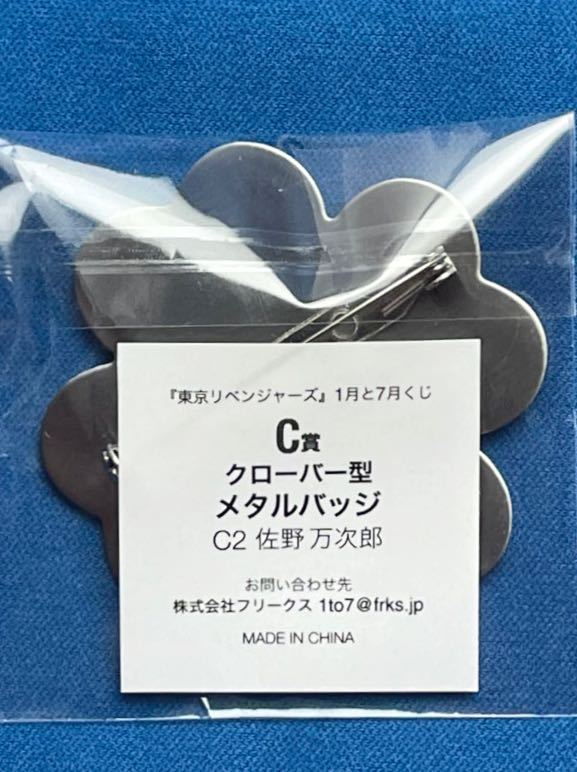 『東京リベンジャーズ』1月と7月くじ
C賞
クローバー型
メタルバッジ
C2 佐野 万次郎
お問い合わせ先
株式会社フリークス 1to7@frks.jp
MADE IN CHINA